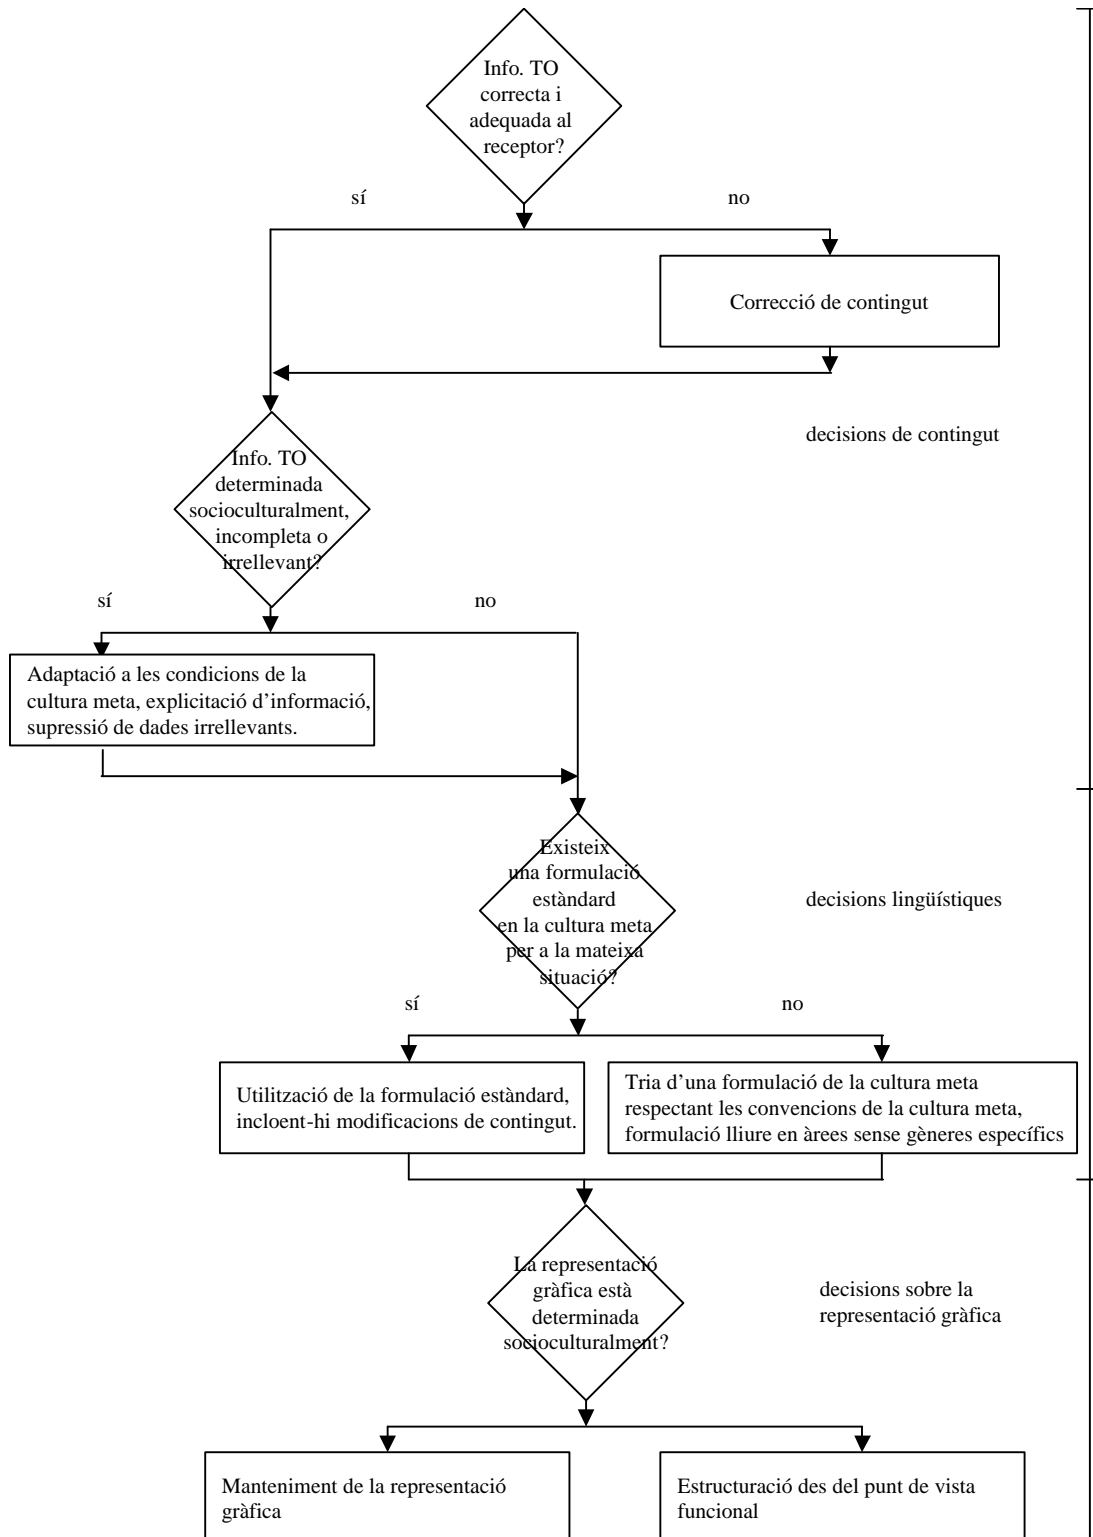 Info. TO
correcta i
adequada al
receptor?
sí
no
Correcció de contingut
decisions de contingut
Info. TO
determinada
socioculturalment,
incompleta o
irrellevant?
sí
no
Adaptació a les condicions de la
cultura meta, explicitació d’informació,
supressió de dades irrellevants.
Existeix
una formulació
estàndard
en la cultura meta
per a la mateixa
situació?
decisions lingüístiques
sí
no
Utilització de la formulació estàndard,
incloent-hi modificacions de contingut.
Tria d’una formulació de la cultura meta
respectant les convencions de la cultura meta,
formulació lliure en àrees sense gèneres específics
La representació
gràfica està
determinada
socioculturalment?
decisions sobre la
representació gràfica
Manteniment de la representació
gràfica
Estructuració des del punt de vista
funcional